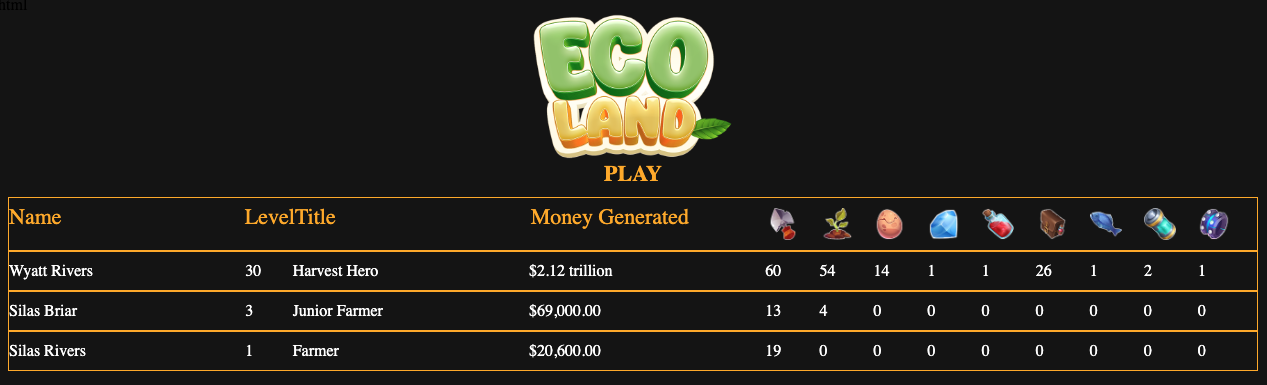 html
ECO
LAND
PLAY
Name LevelTitle Money Generated
Wyatt Rivers 30 Harvest Hero $2.12 trillion 60 54 14 1 1 26 1 2 1
Silas Briar 3 Junior Farmer $69,000.00 13 4 0 0 0 0 0 0 0
Silas Rivers 1 Farmer $20,600.00 19 0 0 0 0 0 0 0 0